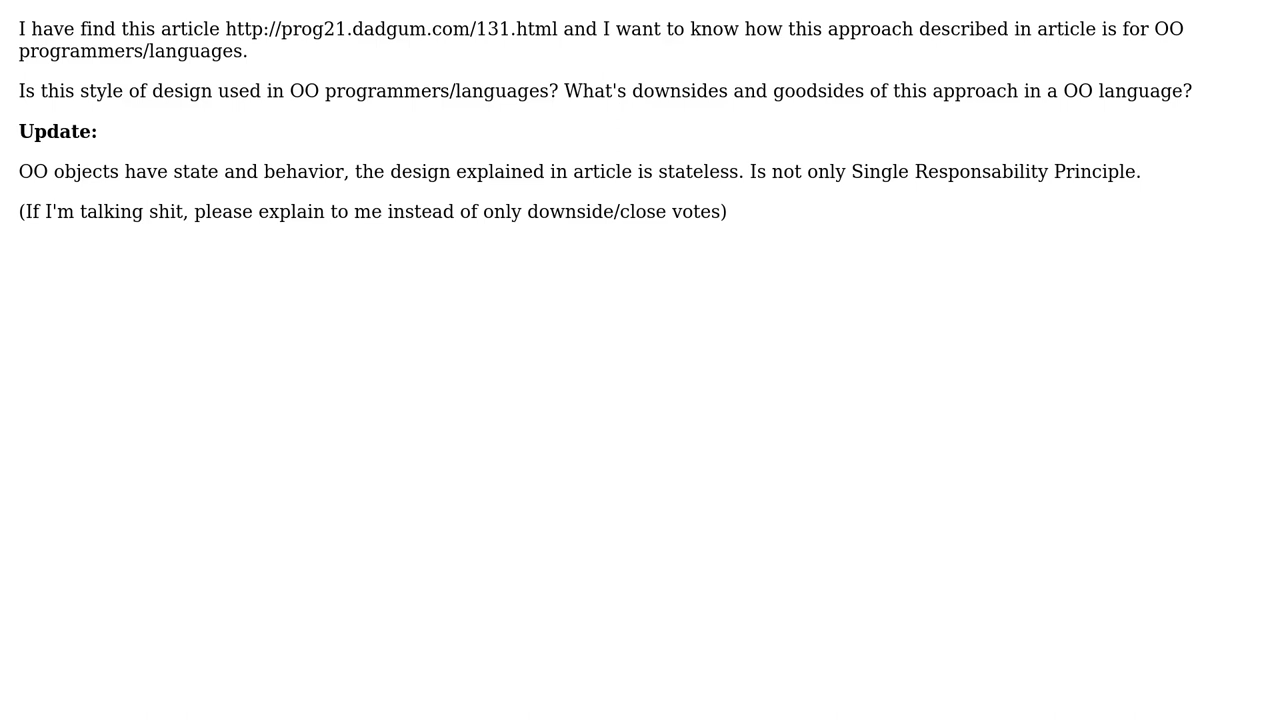 I have find this article http://prog21.dadgum.com/131.html and I want to know how this approach described in article is for OO
programmers/languages.
Is this style of design used in OO programmers/languages? What's downsides and goodsides of this approach in a OO language?
Update:
OO objects have state and behavior, the design explained in article is stateless. Is not only Single Responsability Principle.
(If I'm talking shit, please explain to me instead of only downside/close votes)